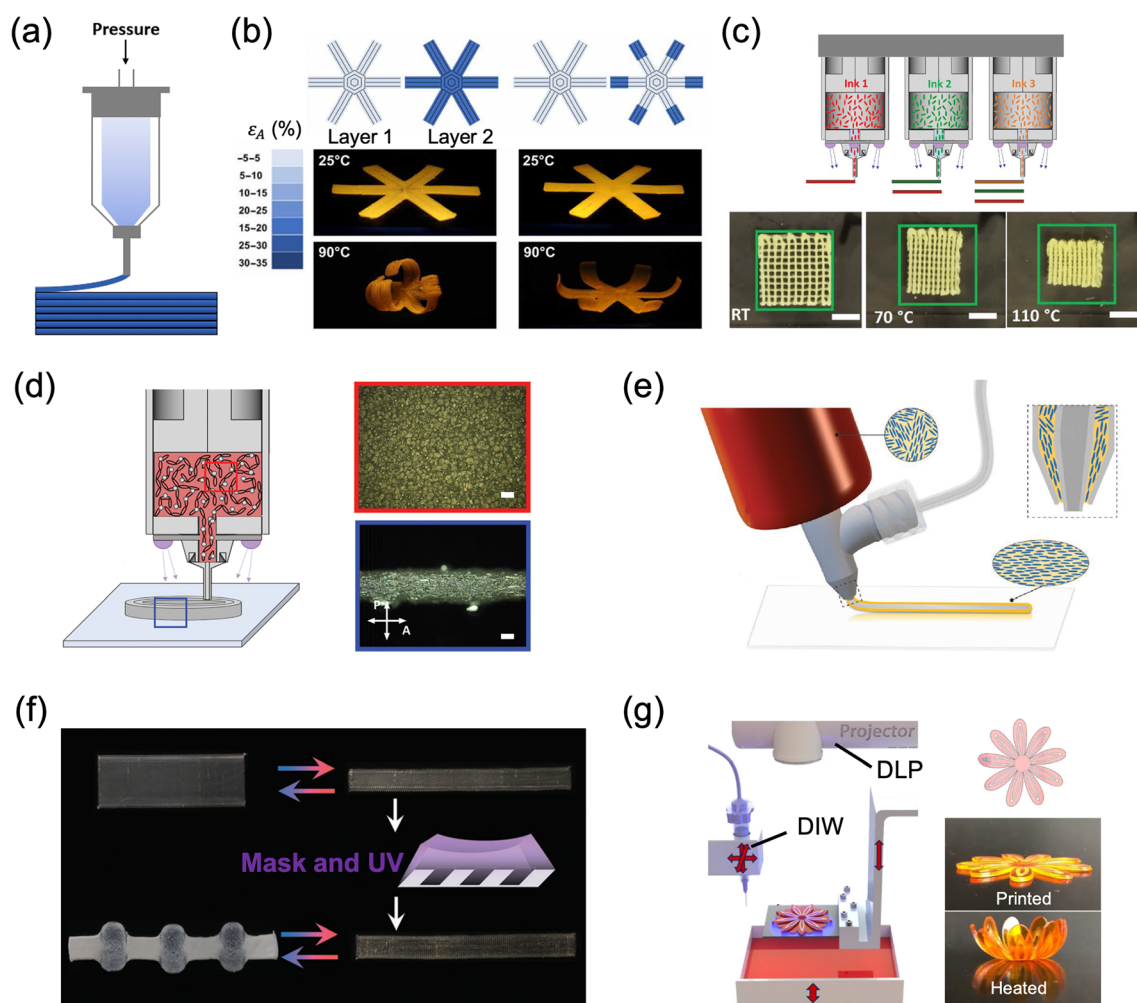 (a)
Pressure
(b)
εA (%)
–5–5
5–10
10–15
20–25
15–20
25–30
30–35
Layer 1
Layer 2
25°C
25°C
90°C
90°C
(c)
Ink 1
Ink 2
Ink 3
RT
70 °C
110 °C
(d)
P
A
(e)
(f)
Mask and UV
(g)
Projector
DLP
DIW
Printed
Heated